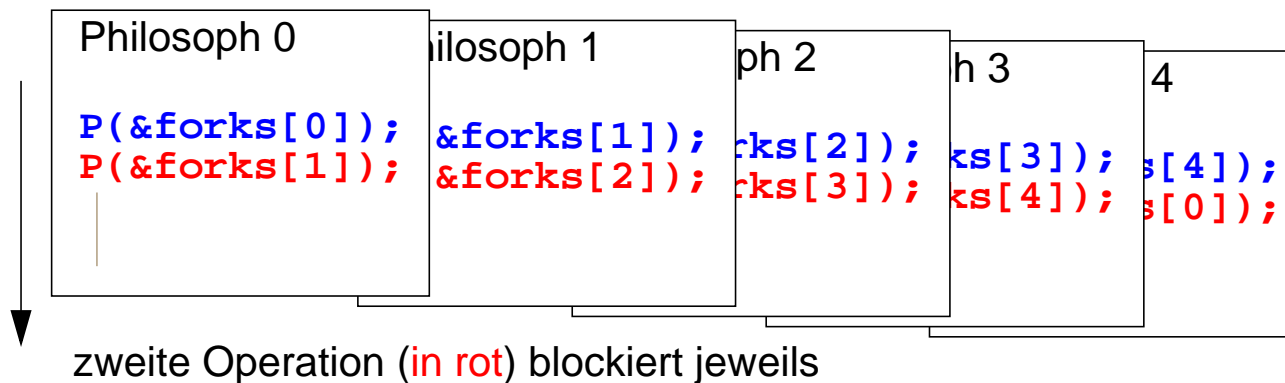 Philosoph 0
P(&forks[0]);
P(&forks[1]);
ilosoph 1
&forks[1]);
&forks[2]);
ph 2
rks[2]);
rks[3]);
h 3
ks[3]);
ks[4]);
4
s[4]);
s[0]);
zweite Operation (in rot) blockiert jeweils